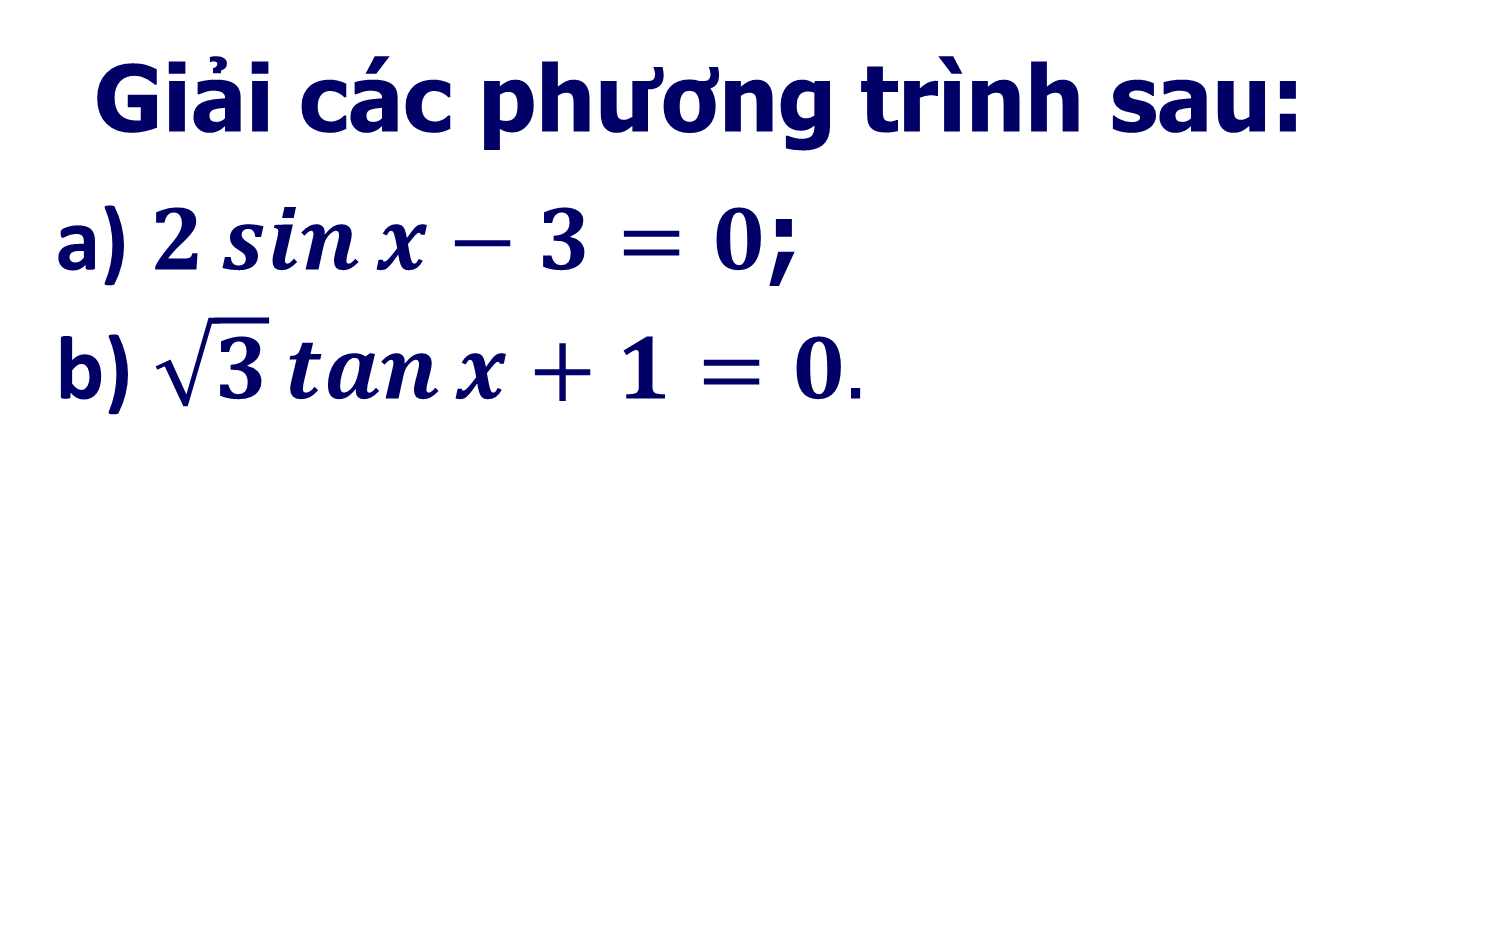 Giải các phương trình sau:
a) 2 sin x − 3 = 0;
b) √3 tan x + 1 = 0.